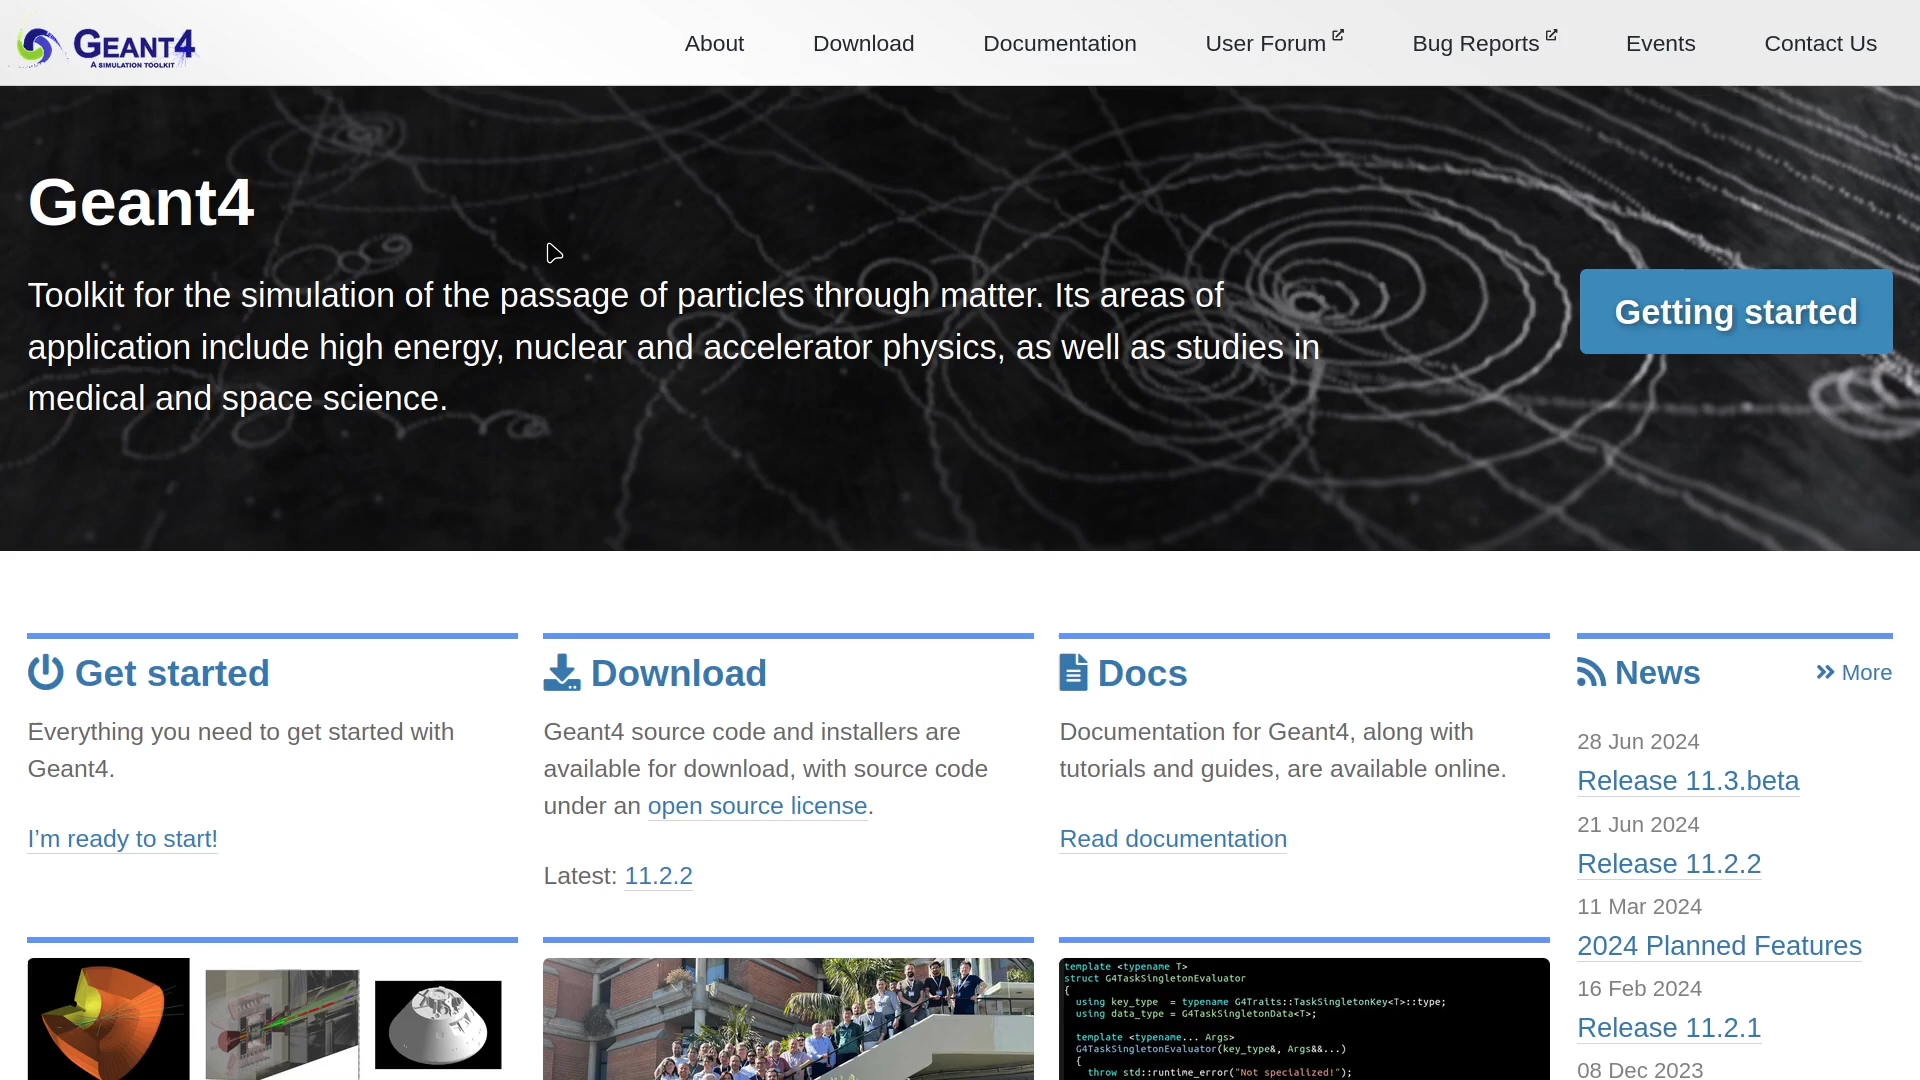 GEANT4
A SIMULATION TOOLKIT
About
Download
Documentation
User Forum
Bug Reports
Events
Contact Us
Geant4
Toolkit for the simulation of the passage of particles through matter. Its areas of
application include high energy, nuclear and accelerator physics, as well as studies in
medical and space science.
Getting started
Get started
Everything you need to get started with
Geant4.
I’m ready to start!
Download
Geant4 source code and installers are
available for download, with source code
under an open source license.
Latest: 11.2.2
Docs
Documentation for Geant4, along with
tutorials and guides, are available online.
Read documentation
News
More
28 Jun 2024
Release 11.3.beta
21 Jun 2024
Release 11.2.2
11 Mar 2024
2024 Planned Features
16 Feb 2024
Release 11.2.1
08 Dec 2023
template <typename T>
struct G4TaskSingletonEvaluator
{
using key_type = typename G4Traits::TaskSingletonKey<T>::type;
using data_type = G4TaskSingletonData<T>;
template <typename... Args>
G4TaskSingletonEvaluator(key_type&, Args&&...)
{
throw std::runtime_error("Not specialized!");